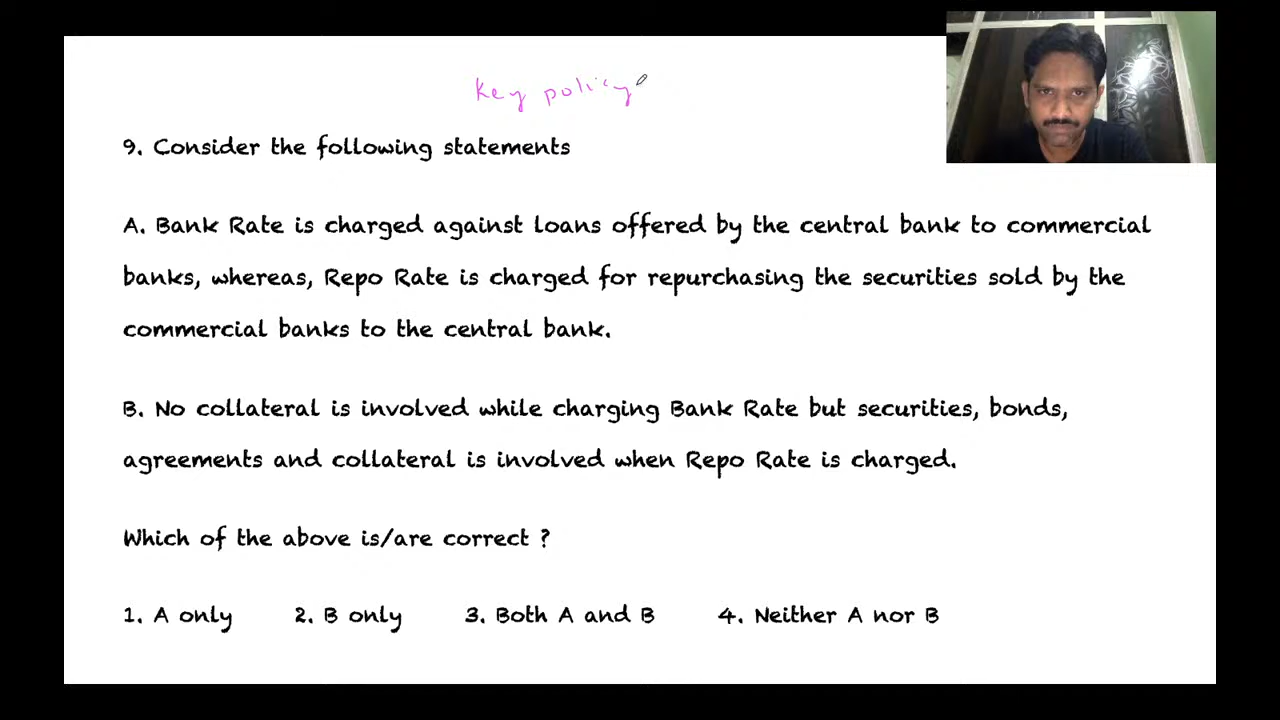 Key policy
9. Consider the following statements
A. Bank Rate is charged against loans offered by the central bank to commercial
banks, whereas, Repo Rate is charged for repurchasing the securities sold by the
commercial banks to the central bank.
B. No collateral is involved while charging Bank Rate but securities, bonds,
agreements and collateral is involved when Repo Rate is charged.
Which of the above is/are correct ?
1. A only 2. B only 3. Both A and B 4. Neither A nor B